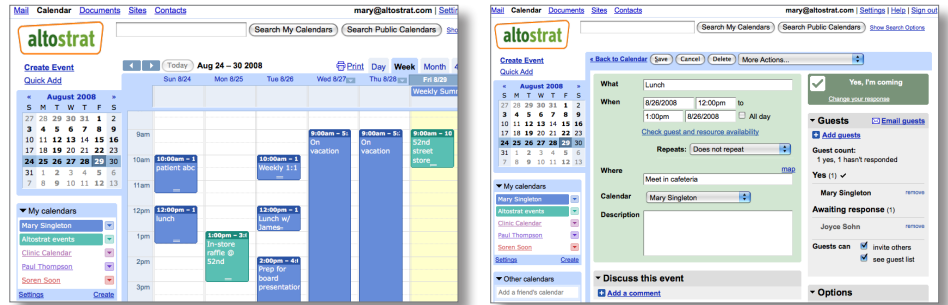 Mail Calendar Documents Sites Contacts mary@altostrat.com
altostrat
Search My Calendars Search Public Calendars
Create Event
Quick Add
Today Aug 24 – 30 2008 Print Day Week Month
Sun 8/24 Mon 8/25 Tue 8/26 Wed 8/27 Thu 8/28 Fri 8/29
« August 2008 »
S M T W T F S
27 28 29 30 31 1 2
3 4 5 6 7 8 9
10 11 12 13 14 15 16
17 18 19 20 21 22 23
24 25 26 27 28 29 30
31 1 2 3 4 5 6
7 8 9 10 11 12 13
My calendars
Mary Singleton
Altostrat events
Clinic Calendar
Paul Thompson
Soren Soon
Settings Create
9am
10am
11am
12pm
1pm
2pm
3pm
10:00am – 1
patient abc
12:00pm – 1
lunch
1:00pm – 3:
In-store
raffle @
52nd
10:00am – 1
Weekly 1:1
12:00pm – 1
Lunch w/
James
2:00pm – 4:
Prep for
board
presentation
9:00am – 5:
On
vacation
9:00am – 5:
On
vacation
9:00am – 10
52nd
street
store
Mail Calendar Documents Sites Contacts mary@altostrat.com | Settings | Help | Sign out
altostrat
Search My Calendars Search Public Calendars Show Search Options
Create Event
Quick Add
« August 2008 »
S M T W T F S
27 28 29 30 31 1 2
3 4 5 6 7 8 9
10 11 12 13 14 15 16
17 18 19 20 21 22 23
24 25 26 27 28 29 30
31 1 2 3 4 5 6
7 8 9 10 11 12 13
My calendars
Mary Singleton
Altostrat events
Clinic Calendar
Paul Thompson
Soren Soon
Settings Create
Other calendars
Add a friend's calendar
« Back to Calendar Save Cancel Delete More Actions...
What Lunch
When 8/26/2008 12:00pm to
1:00pm 8/26/2008 All day
Check guest and resource availability
Repeats: Does not repeat
Where map
Meet in cafeteria
Calendar Mary Singleton
Description
Discuss this event
Add a comment
Yes, I'm coming
Change your response
Guests Email guests
Add guests
Guest count:
1 yes, 1 hasn't responded
Yes (1)
Mary Singleton remove
Awaiting response (1)
Joyce Sohn remove
Guests can invite others
see guest list
Options